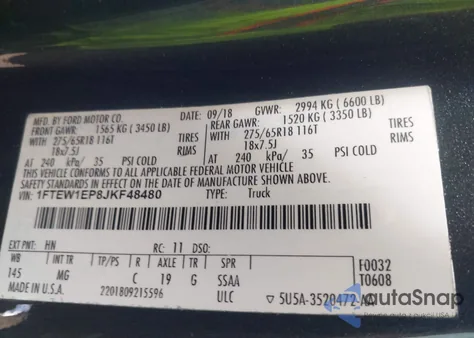 MFD. BY FORD MOTOR CO.
DATE: 09/18 GVWR: 2994 KG (6600 LB)
FRONT GAWR: 1565 KG (3450 LB) REAR GAWR: 1520 KG (3350 LB)
WITH 275/65R18 116T TIRES WITH 275/65R18 116T TIRES
18x7.5J RIMS 18x7.5J RIMS
AT 240 kPa/ 35 PSI COLD AT 240 kPa/ 35 PSI COLD
THIS VEHICLE CONFORMS TO ALL APPLICABLE FEDERAL MOTOR VEHICLE
SAFETY STANDARDS IN EFFECT ON THE DATE OF MANUFACTURE SHOWN ABOVE.
VIN: 1FTEW1EP8JKF48480 TYPE: Truck
EXT PNT: HN RC: 11 DSO:
WB INT TR TP/PS R AXLE TR SPR F0032
145 MG C 19 G SSAA T0608
MADE IN U.S.A. 2201809215596 ULC 5U5A-3520472-AA
autoSnap